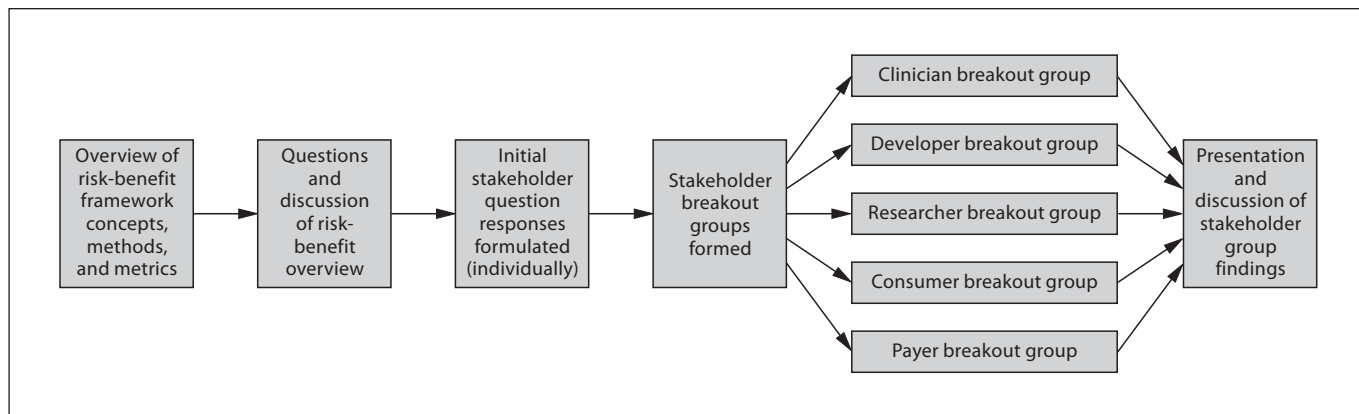 Overview of
risk-benefit
framework
concepts,
methods,
and metrics
Questions
and
discussion
of risk-
benefit
overview
Initial
stakeholder
question
responses
formulated
(individually)
Stakeholder
breakout
groups
formed
Clinician breakout group
Developer breakout group
Researcher breakout group
Consumer breakout group
Payer breakout group
Presentation
and
discussion of
stakeholder
group
findings